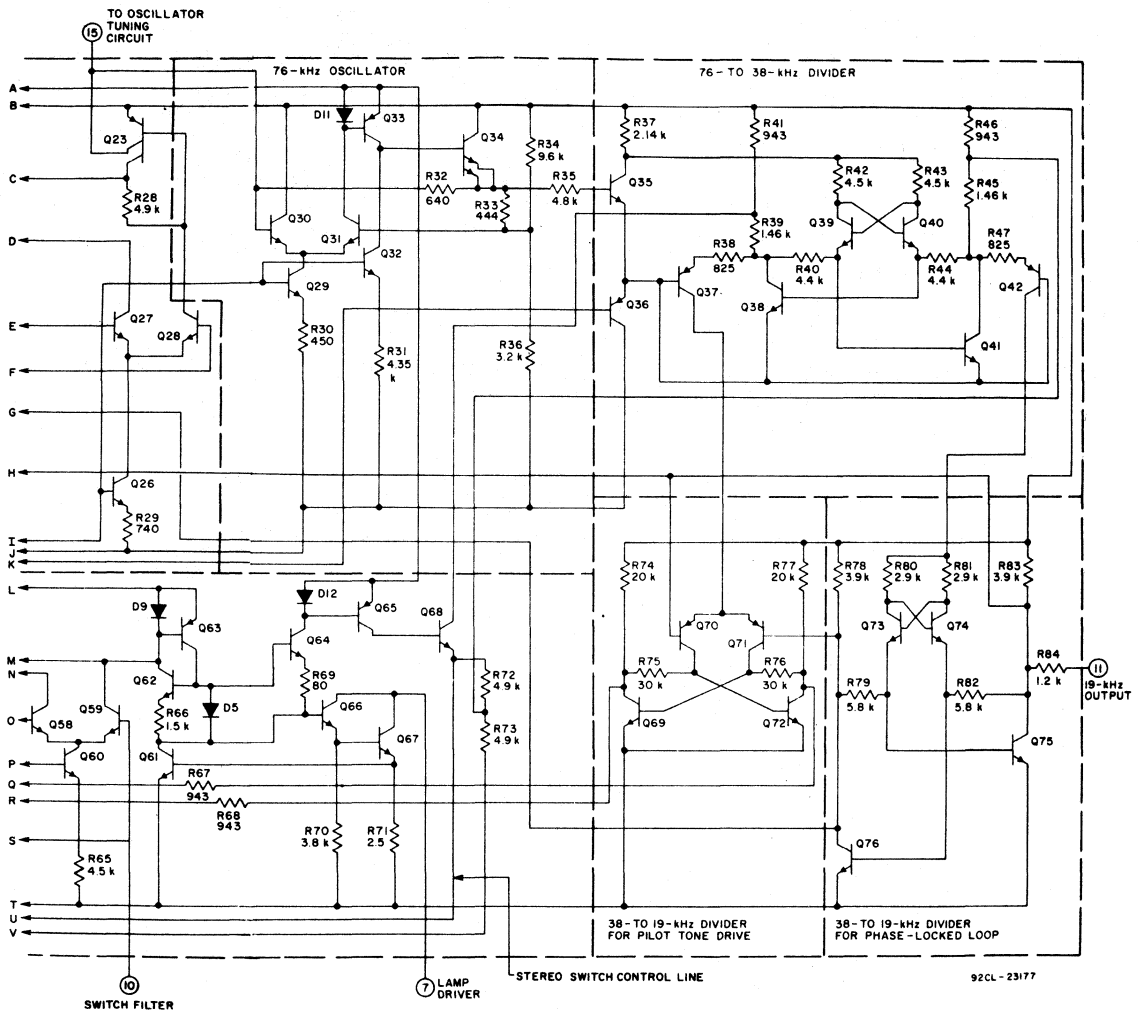 TO OSCILLATOR
TUNING
CIRCUIT
15
76-kHz OSCILLATOR
76-TO 38-kHz DIVIDER
A
B
C
D
E
F
G
H
I
J
K
L
M
N
O
P
Q
R
S
T
U
V
Q23
R28
4.9 k
Q27
Q28
Q26
R29
740
D11
Q33
Q34
R34
9.6 k
R32
640
R33
444
R35
4.8 k
Q30
Q31
Q32
Q29
R30
450
R31
4.35
k
R36
3.2 k
R37
2.14 k
R41
943
R46
943
Q35
R42
4.5 k
R43
4.5 k
R45
1.46 k
Q39
Q40
R39
1.46 k
R47
825
R38
825
R40
4.4 k
R44
4.4 k
Q37
Q38
Q42
Q36
Q41
R74
20 k
R77
20 k
R78
3.9 k
R80
2.9 k
R81
2.9 k
R83
3.9 k
D9
Q63
D12
Q65
Q68
Q64
Q70
Q71
Q73
Q74
Q62
R69
80
R72
4.9 k
R75
30 k
R76
30 k
R84
1.2 k
11
19-kHz
OUTPUT
Q58
Q59
R66
1.5 k
D5
Q66
Q67
R73
4.9 k
Q69
Q72
R79
5.8 k
R82
5.8 k
Q75
Q60
Q61
R67
943
R68
943
R70
3.8 k
R71
2.5
Q76
R65
4.5 k
38-TO 19-kHz DIVIDER
FOR PILOT TONE DRIVE
38-TO 19-kHz DIVIDER
FOR PHASE-LOCKED LOOP
10
SWITCH FILTER
7
LAMP
DRIVER
STEREO SWITCH CONTROL LINE
92CL-23177